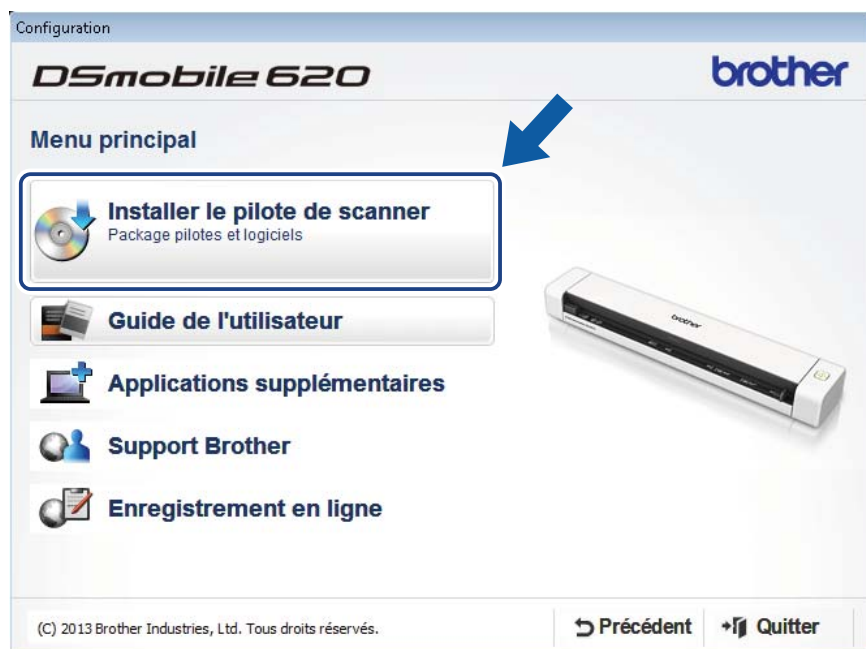 Configuration
DSmobile 620
brother
Menu principal
Installer le pilote de scanner
Package pilotes et logiciels
Guide de l'utilisateur
Applications supplémentaires
Support Brother
Enregistrement en ligne
brother
(C) 2013 Brother Industries, Ltd. Tous droits réservés.
Précédent
Quitter